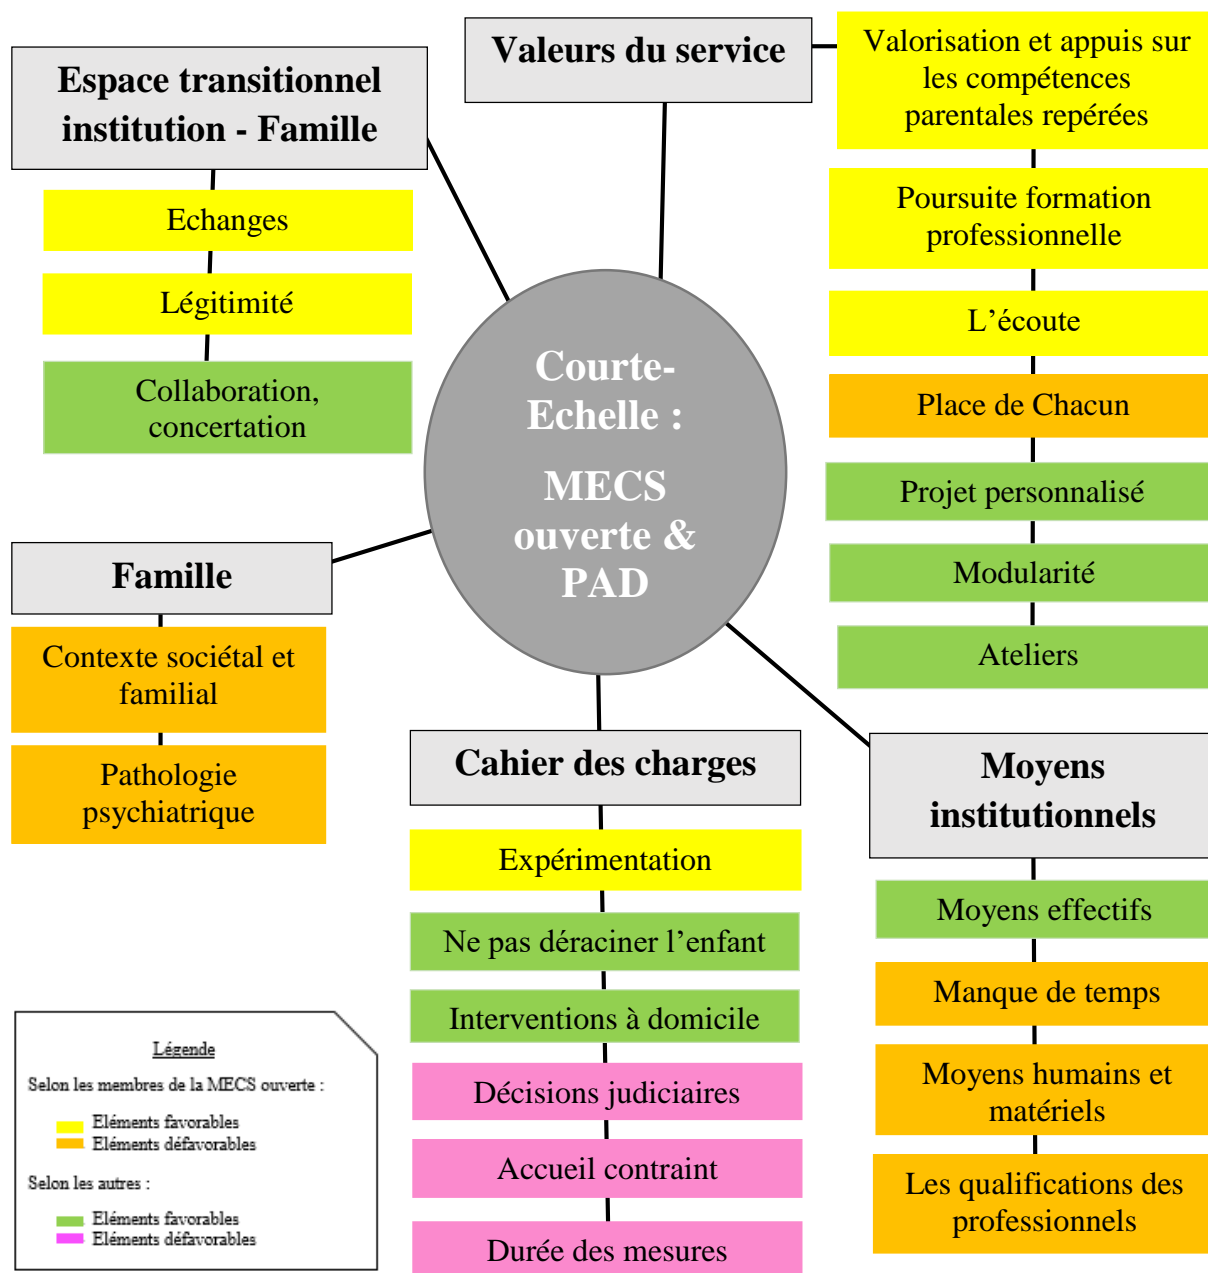 Espace transitionnel
institution - Famille
Echanges
Légitimité
Collaboration,
concertation
Valeurs du service
Valorisation et appuis sur
les compétences
parentales repérées
Poursuite formation
professionnelle
L’écoute
Place de Chacun
Projet personnalisé
Modularité
Ateliers
Courte-
Echelle :
MECS
ouverte &
PAD
Famille
Contexte sociétal et
familial
Pathologie
psychiatrique
Cahier des charges
Expérimentation
Ne pas déraciner l’enfant
Interventions à domicile
Décisions judiciaires
Accueil contraint
Durée des mesures
Moyens
institutionnels
Moyens effectifs
Manque de temps
Moyens humains et
matériels
Les qualifications des
professionnels
Légende
Selon les membres de la MECS ouverte :
Eléments favorables
Eléments défavorables
Selon les autres :
Eléments favorables
Eléments défavorables